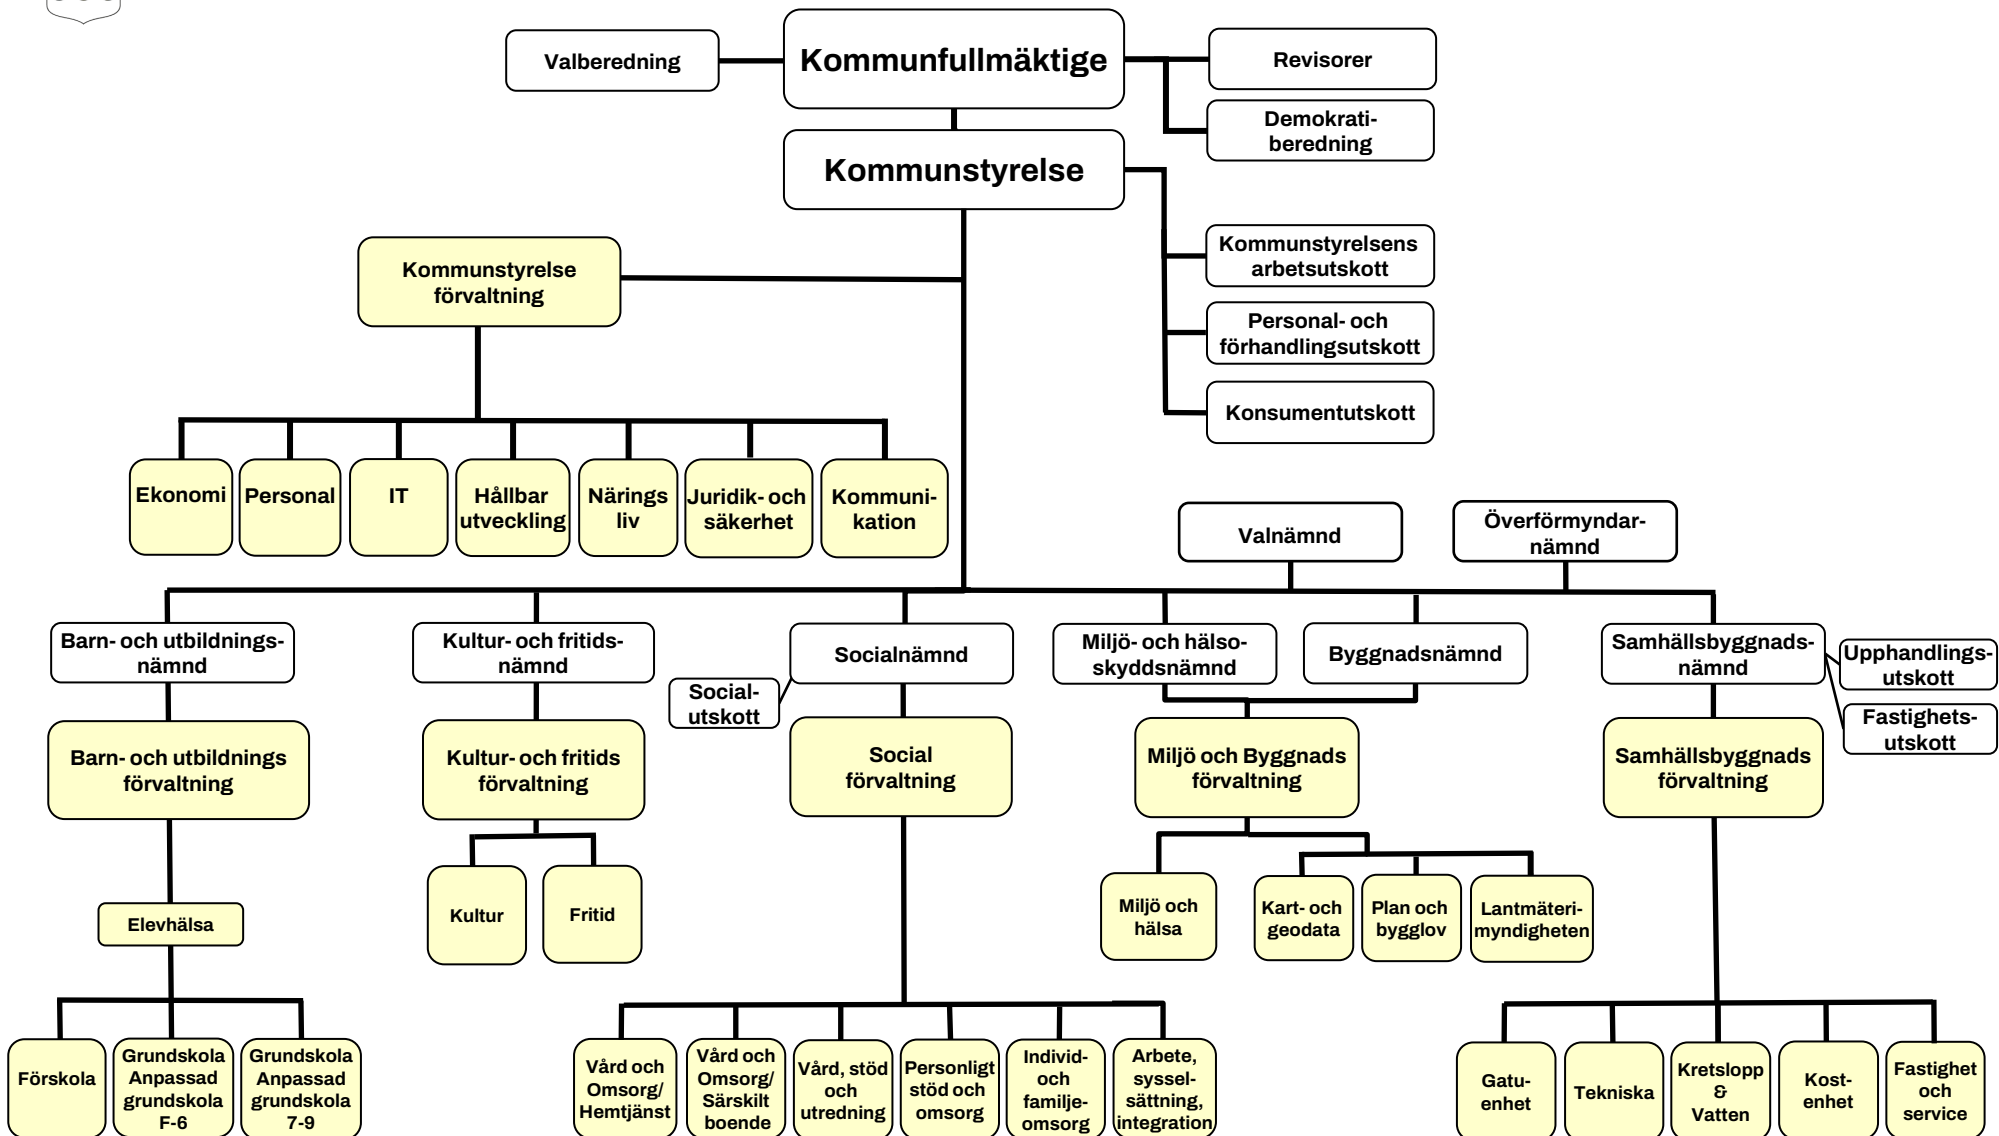 Valberedning
Kommunfullmäktige
Revisorer
Demokrati-
beredning
Kommunstyrelse
Kommunstyrelsens
arbetsutskott
Personal- och
förhandlingsutskott
Konsumentutskott
Kommunstyrelse
förvaltning
Ekonomi
Personal
IT
Hållbar
utveckling
Närings
liv
Juridik- och
säkerhet
Kommuni-
kation
Valnämnd
Överförmyndar-
nämnd
Barn- och utbildnings-
nämnd
Kultur- och fritids-
nämnd
Socialnämnd
Social-
utskott
Miljö- och hälso-
skyddsnämnd
Byggnadsnämnd
Samhällsbyggnads-
nämnd
Upphandlings-
utskott
Fastighets-
utskott
Barn- och utbildnings
förvaltning
Kultur- och fritids
förvaltning
Social
förvaltning
Miljö och Byggnads
förvaltning
Samhällsbyggnads
förvaltning
Elevhälsa
Kultur
Fritid
Miljö och
hälsa
Kart- och
geodata
Plan och
bygglov
Lantmäteri-
myndigheten
Förskola
Grundskola
Anpassad
grundskola
F-6
Grundskola
Anpassad
grundskola
7-9
Vård och
Omsorg/
Hemtjänst
Vård och
Omsorg/
Särskilt
boende
Vård, stöd
och
utredning
Personligt
stöd och
omsorg
Individ-
och
familje-
omsorg
Arbete,
syssel-
sättning,
integration
Gatu-
enhet
Tekniska
Kretslopp
&
Vatten
Kost-
enhet
Fastighet
och
service